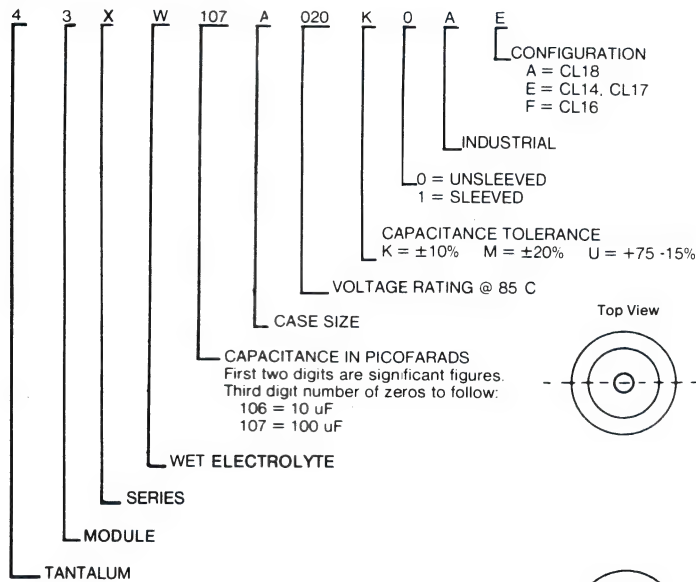 4 3 X W 107 A 020 K 0 A E
CONFIGURATION
A = CL18
E = CL14, CL17
F = CL16
INDUSTRIAL
0 = UNSLEEVED
1 = SLEEVED
CAPACITANCE TOLERANCE
K = ±10% M = ±20% U = +75 -15%
VOLTAGE RATING @ 85 C
Top View
CASE SIZE
CAPACITANCE IN PICOFARADS
First two digits are significant figures.
Third digit number of zeros to follow:
106 = 10 uF
107 = 100 uF
WET ELECTROLYTE
SERIES
MODULE
TANTALUM